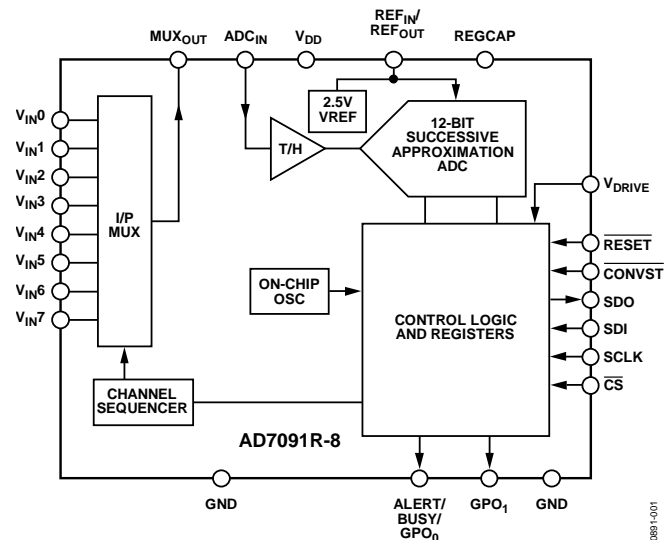 MUXOUT
ADCIN
VDD
REFIN/
REFOUT
REGCAP
VIN0
VIN1
VIN2
VIN3
VIN4
VIN5
VIN6
VIN7
I/P
MUX
2.5V
VREF
T/H
12-BIT
SUCCESSIVE
APPROXIMATION
ADC
VDRIVE
RESET
CONVST
SDO
SDI
SCLK
CS
ON-CHIP
OSC
CONTROL LOGIC
AND REGISTERS
CHANNEL
SEQUENCER
AD7091R-8
GND
ALERT/
BUSY/
GPO0
GPO1
GND
0891-001